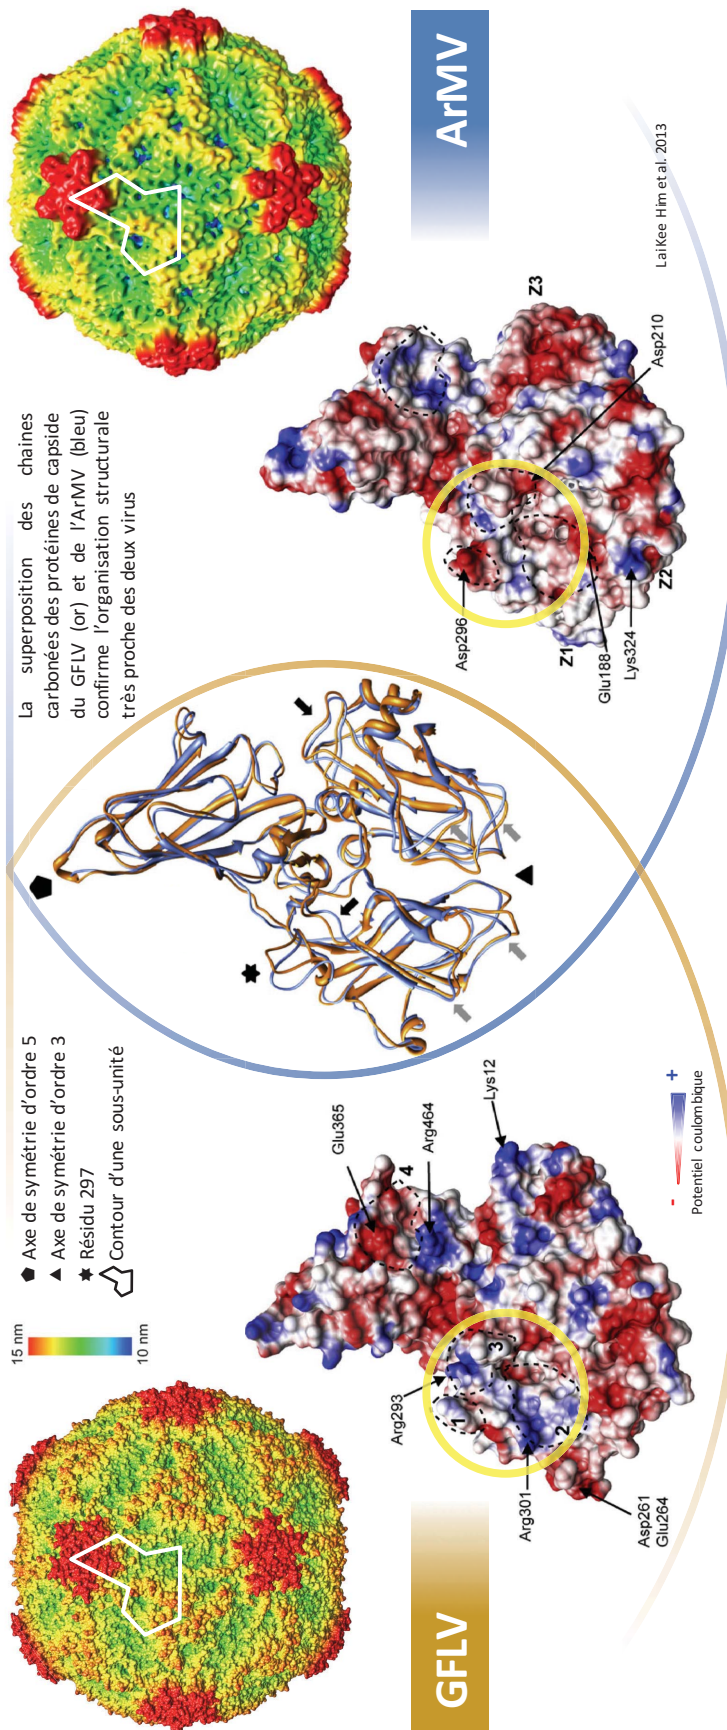 15 nm
10 nm
Axe de symétrie d'ordre 5
Axe de symétrie d'ordre 3
Résidu 297
Contour d'une sous-unité
La superposition des chaines
carbonées des protéines de capside
du GFLV (or) et de l'ArMV (bleu)
confirme l'organisation structurale
très proche des deux virus
GFLV
Arg293
Arg301
Asp261
Glu264
1
2
3
4
Glu365
Arg464
Lys12
- +
Potentiel coulombique
ArMV
Asp296
Z1
Glu188
Lys324
Z2
Z3
Asp210
LaiKee Him et al. 2013